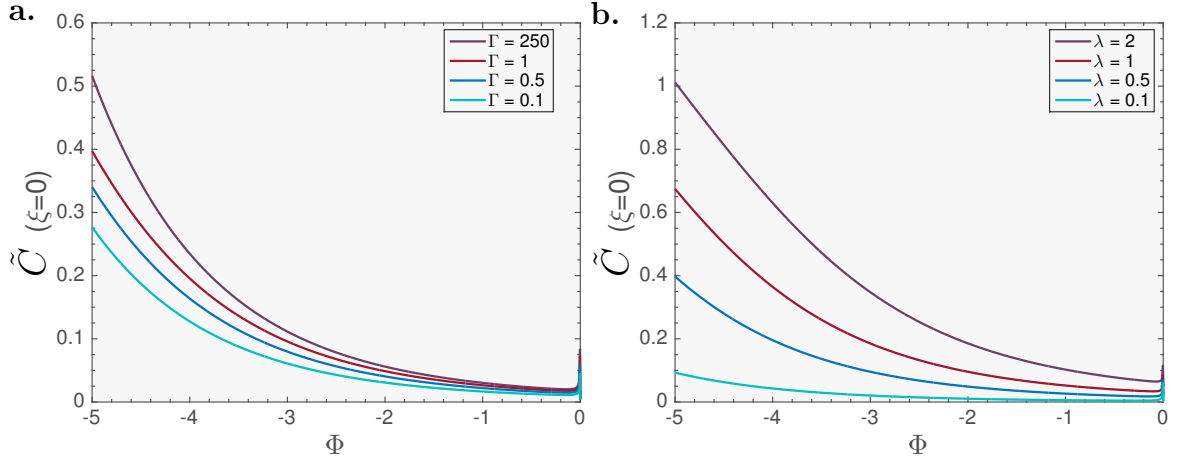 a.
0.6
0.5
0.4
0.3
0.2
0.1
0
-5 -4 -3 -2 -1 0
Φ
C̃ (ξ=0)
Γ = 250
Γ = 1
Γ = 0.5
Γ = 0.1
b.
1.2
1
0.8
0.6
0.4
0.2
0
-5 -4 -3 -2 -1 0
Φ
C̃ (ξ=0)
λ = 2
λ = 1
λ = 0.5
λ = 0.1